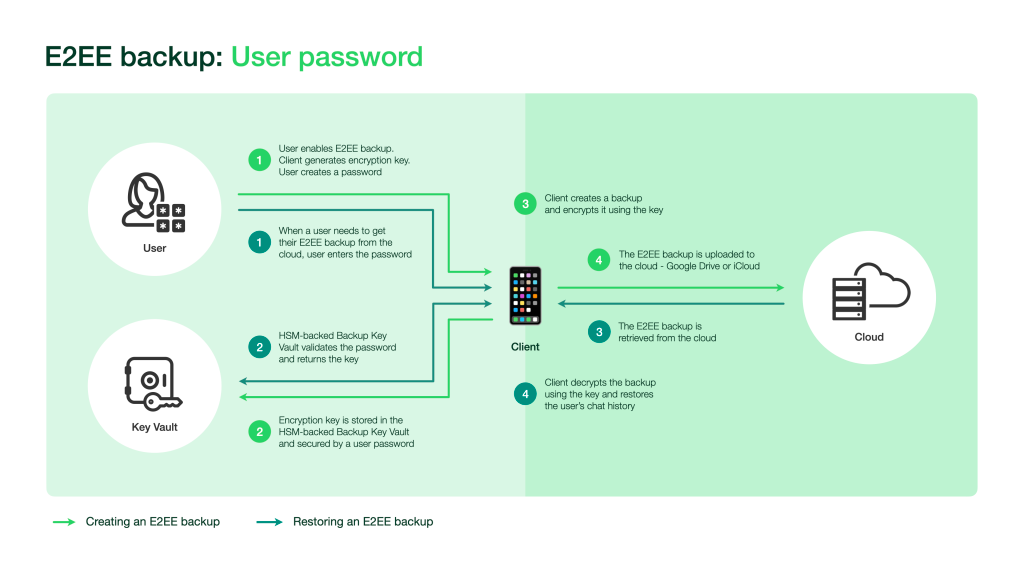 E2EE backup: User password
1
User enables E2EE backup.
Client generates encryption key.
User creates a password
User
1
When a user needs to get
their E2EE backup from the
cloud, user enters the password
2
HSM-backed Backup Key
Vault validates the password
and returns the key
Key Vault
2
Encryption key is stored in the
HSM-backed Backup Key Vault
and secured by a user password
3
Client creates a backup
and encrypts it using the key
Client
4
The E2EE backup is uploaded to
the cloud - Google Drive or iCloud
3
The E2EE backup is
retrieved from the cloud
4
Client decrypts the backup
using the key and restores
the user's chat history
Cloud
Creating an E2EE backup
Restoring an E2EE backup